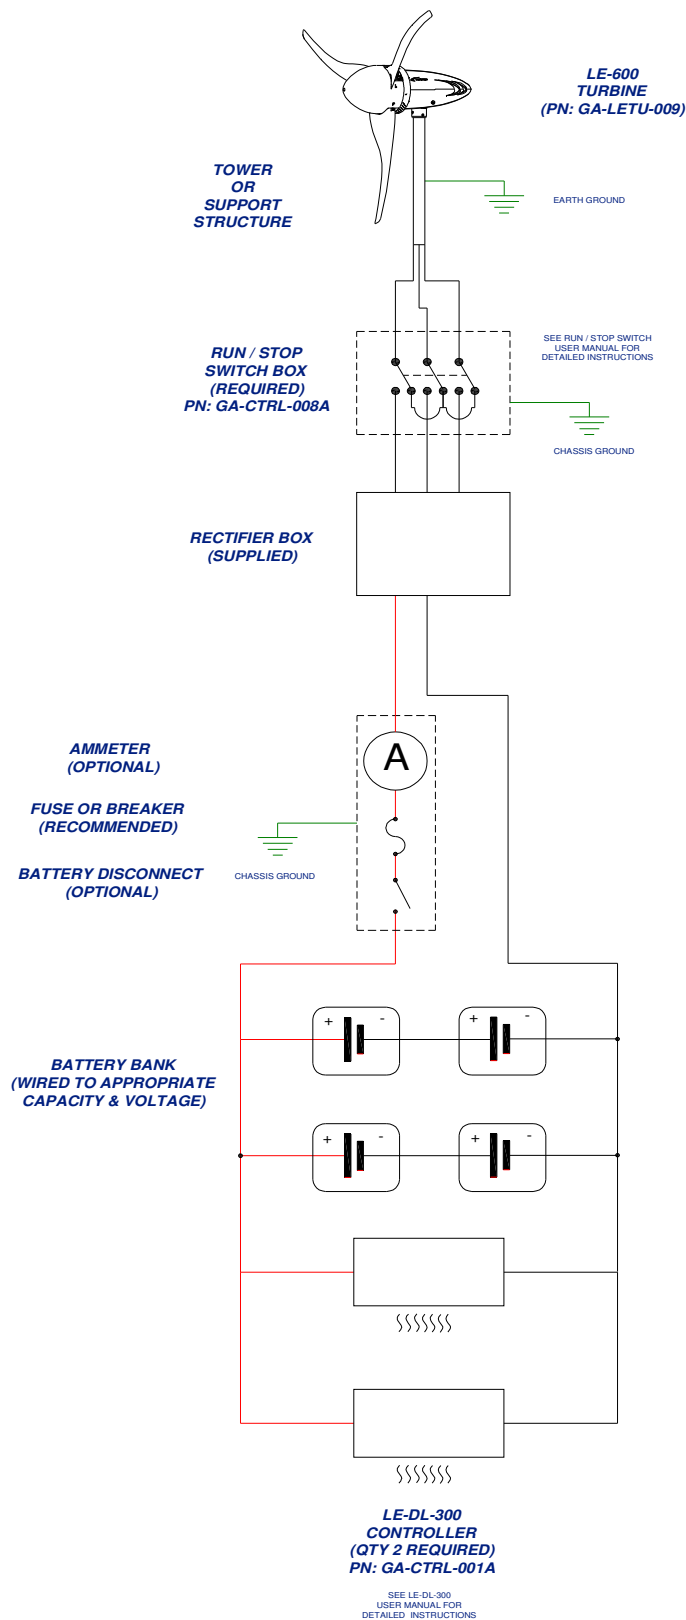 LE-600
TURBINE
(PN: GA-LETU-009)
TOWER
OR
SUPPORT
STRUCTURE
EARTH GROUND
RUN / STOP
SWITCH BOX
(REQUIRED)
PN: GA-CTRL-008A
SEE RUN / STOP SWITCH
USER MANUAL FOR
DETAILED INSTRUCTIONS
CHASSIS GROUND
RECTIFIER BOX
(SUPPLIED)
A
AMMETER
(OPTIONAL)
FUSE OR BREAKER
(RECOMMENDED)
BATTERY DISCONNECT
(OPTIONAL)
CHASSIS GROUND
+ - + -
BATTERY BANK
(WIRED TO APPROPRIATE
CAPACITY & VOLTAGE)
+ - + -
LE-DL-300
CONTROLLER
(QTY 2 REQUIRED)
PN: GA-CTRL-001A
SEE LE-DL-300
USER MANUAL FOR
DETAILED INSTRUCTIONS